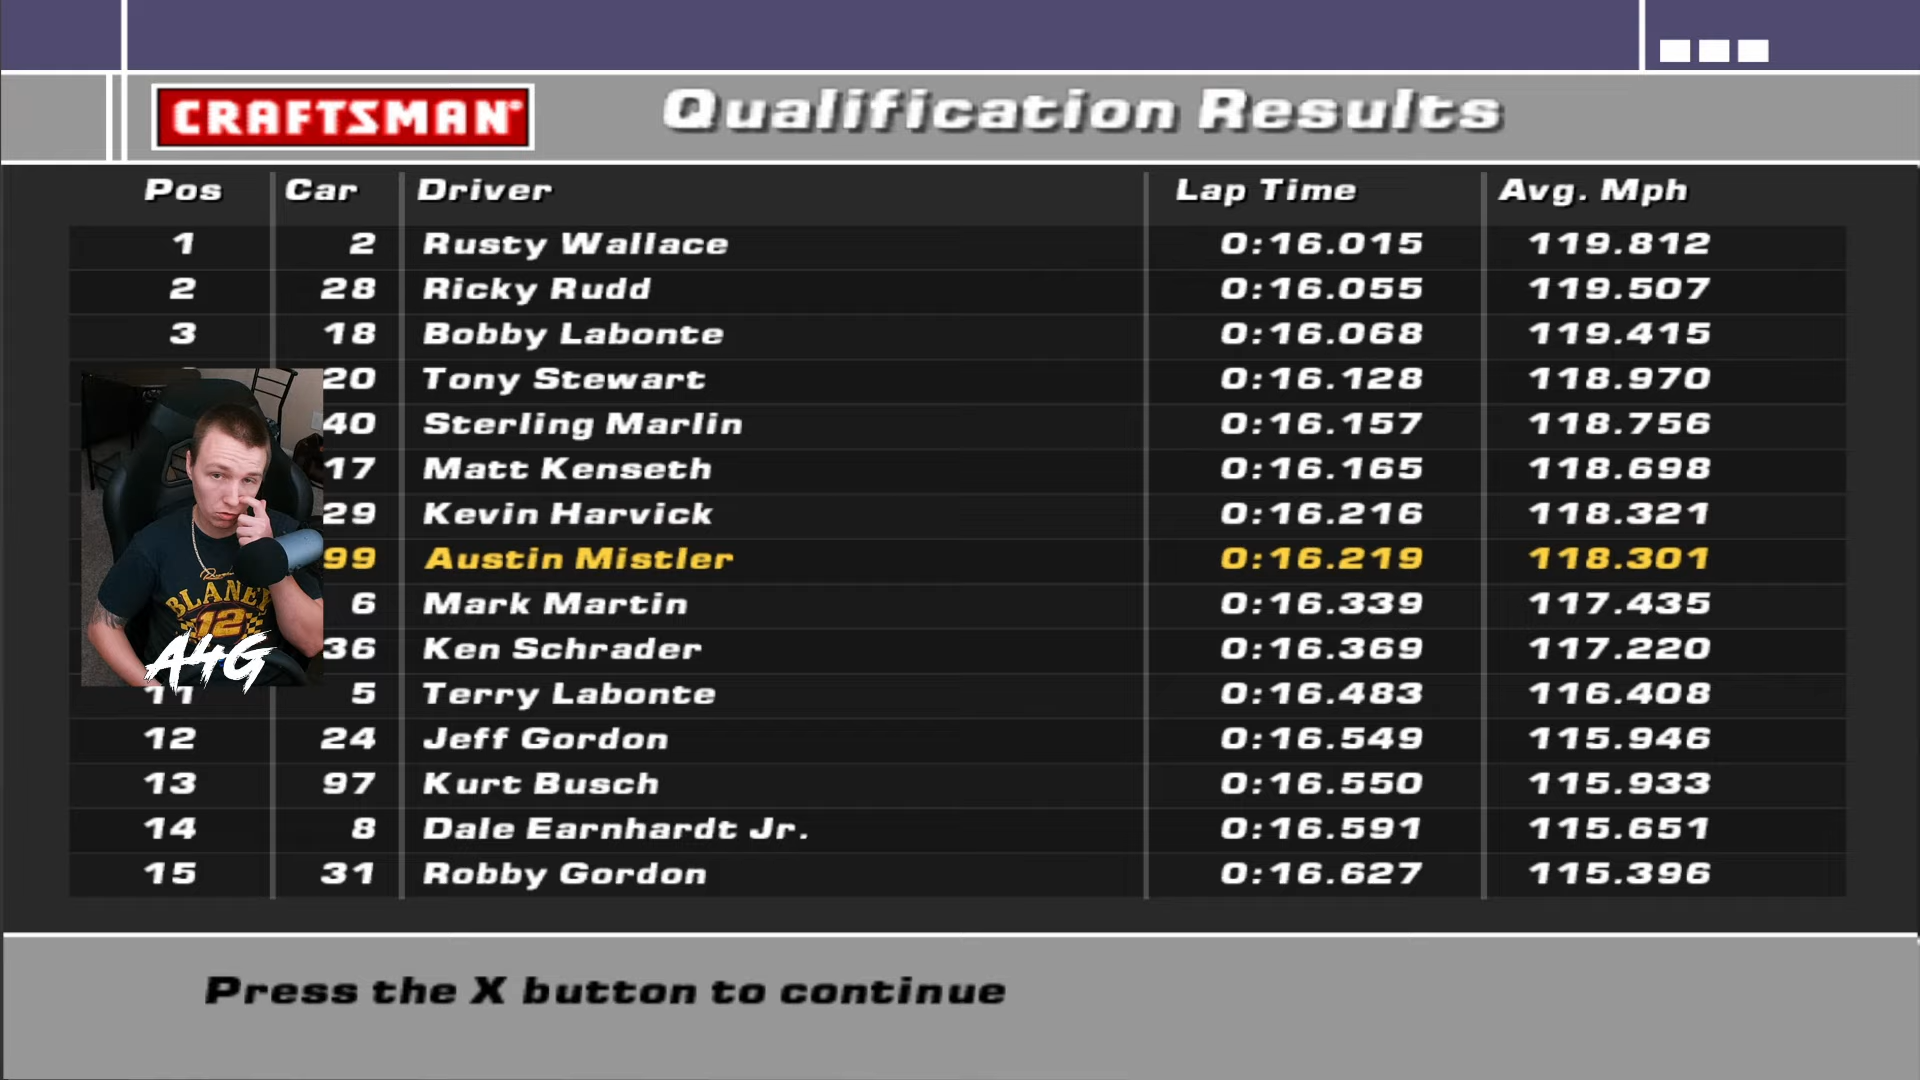 CRAFTSMAN Qualification Results
Pos Car Driver Lap Time Avg. Mph
1 2 Rusty Wallace 0:16.015 119.812
2 28 Ricky Rudd 0:16.055 119.507
3 18 Bobby Labonte 0:16.068 119.415
20 Tony Stewart 0:16.128 118.970
40 Sterling Marlin 0:16.157 118.756
17 Matt Kenseth 0:16.165 118.698
29 Kevin Harvick 0:16.216 118.321
99 Austin Mistler 0:16.219 118.301
6 Mark Martin 0:16.339 117.435
36 Ken Schrader 0:16.369 117.220
11 5 Terry Labonte 0:16.483 116.408
12 24 Jeff Gordon 0:16.549 115.946
13 97 Kurt Busch 0:16.550 115.933
14 8 Dale Earnhardt Jr. 0:16.591 115.651
15 31 Robby Gordon 0:16.627 115.396
BLANEY
12
A4G
Press the X button to continue